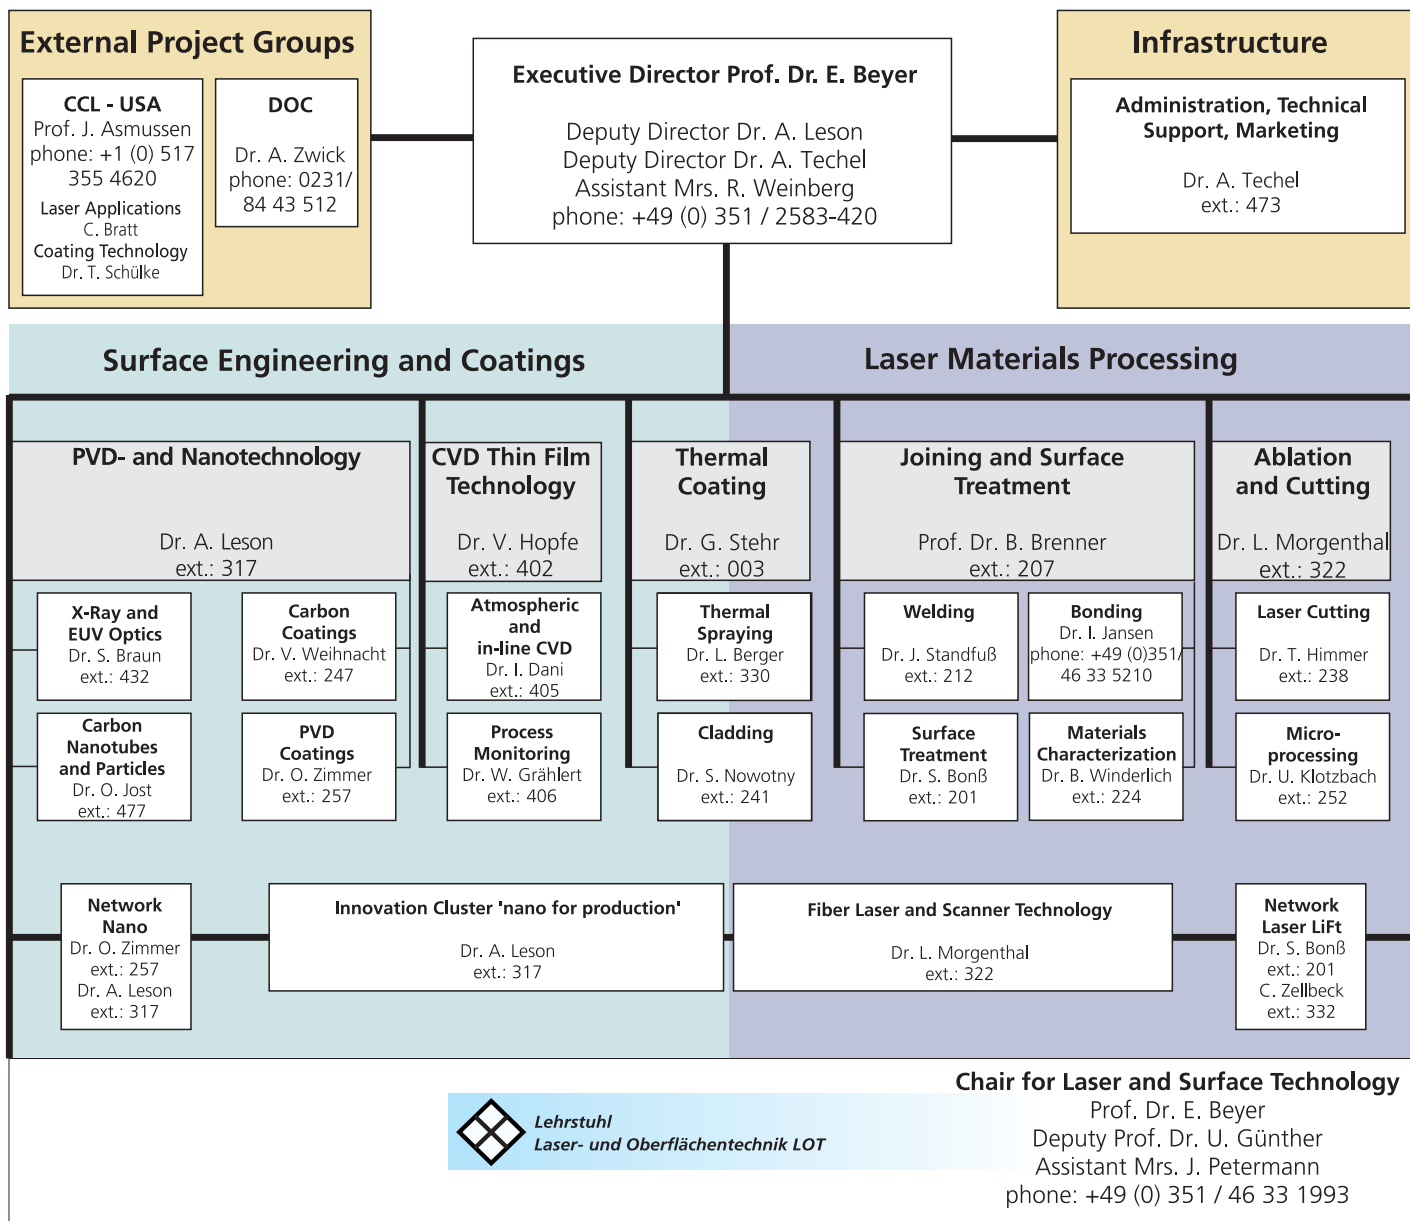 External Project Groups
CCL - USA
Prof. J. Asmussen
phone: +1 (0) 517
355 4620
Laser Applications
C. Bratt
Coating Technology
Dr. T. Schülke
DOC
Dr. A. Zwick
phone: 0231/
84 43 512
Executive Director Prof. Dr. E. Beyer
Deputy Director Dr. A. Leson
Deputy Director Dr. A. Techel
Assistant Mrs. R. Weinberg
phone: +49 (0) 351 / 2583-420
Infrastructure
Administration, Technical
Support, Marketing
Dr. A. Techel
ext.: 473
Surface Engineering and Coatings
Laser Materials Processing
PVD- and Nanotechnology
Dr. A. Leson
ext.: 317
CVD Thin Film
Technology
Dr. V. Hopfe
ext.: 402
Thermal
Coating
Dr. G. Stehr
ext.: 003
Joining and Surface
Treatment
Prof. Dr. B. Brenner
ext.: 207
Ablation
and Cutting
Dr. L. Morgenthal
ext.: 322
X-Ray and
EUV Optics
Dr. S. Braun
ext.: 432
Carbon
Coatings
Dr. V. Weihnacht
ext.: 247
Atmospheric
and
in-line CVD
Dr. I. Dani
ext.: 405
Thermal
Spraying
Dr. L. Berger
ext.: 330
Welding
Dr. J. Standfuß
ext.: 212
Bonding
Dr. I. Jansen
phone: +49 (0)351/
46 33 5210
Laser Cutting
Dr. T. Himmer
ext.: 238
Carbon
Nanotubes
and Particles
Dr. O. Jost
ext.: 477
PVD
Coatings
Dr. O. Zimmer
ext.: 257
Process
Monitoring
Dr. W. Grählert
ext.: 406
Cladding
Dr. S. Nowotny
ext.: 241
Surface
Treatment
Dr. S. Bonß
ext.: 201
Materials
Characterization
Dr. B. Winderlich
ext.: 224
Micro-
processing
Dr. U. Klotzbach
ext.: 252
Network
Nano
Dr. O. Zimmer
ext.: 257
Dr. A. Leson
ext.: 317
Innovation Cluster 'nano for production'
Dr. A. Leson
ext.: 317
Fiber Laser and Scanner Technology
Dr. L. Morgenthal
ext.: 322
Network
Laser LiFt
Dr. S. Bonß
ext.: 201
C. Zellbeck
ext.: 332
Lehrstuhl
Laser- und Oberflächentechnik LOT
Chair for Laser and Surface Technology
Prof. Dr. E. Beyer
Deputy Prof. Dr. U. Günther
Assistant Mrs. J. Petermann
phone: +49 (0) 351 / 46 33 1993